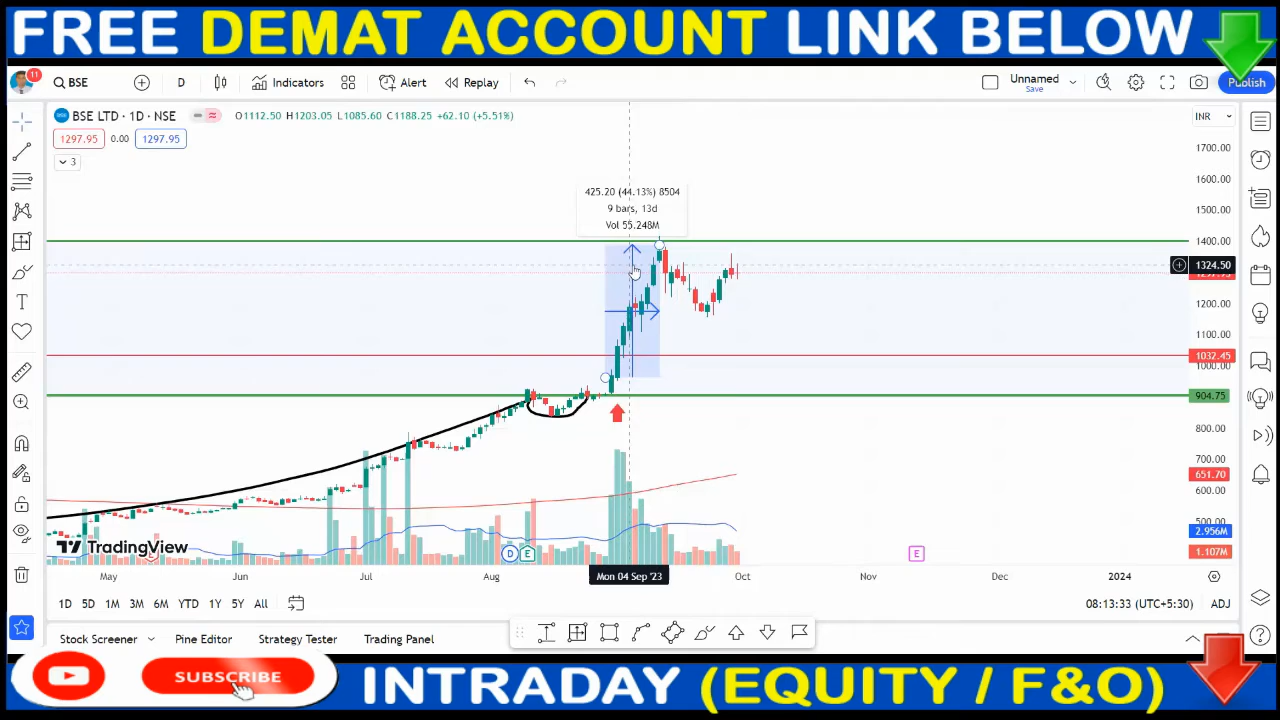 FREE DEMAT ACCOUNT LINK BELOW
11
BSE
D
Indicators
Alert
Replay
Unnamed
Save
Publish
BSE LTD · 1D · NSE
O1112.50 H1203.05 L1085.60 C1188.25 +62.10 (+5.51%)
INR
1297.95 0.00 1297.95
3
1700.00
1600.00
425.20 (44.13%) 8504
9 bars, 13d
Vol 55.248M
1500.00
1400.00
1324.50
1200.00
1100.00
1032.45
1000.00
904.75
800.00
700.00
651.70
600.00
500.00
2.956M
1.107M
TradingView
D E E
May Jun Jul Aug Mon 04 Sep '23 Oct Nov Dec 2024
1D 5D 1M 3M 6M YTD 1Y 5Y All
08:13:33 (UTC+5:30) ADJ
Stock Screener Pine Editor Strategy Tester Trading Panel
SUBSCRIBE
INTRADAY (EQUITY / F&O)